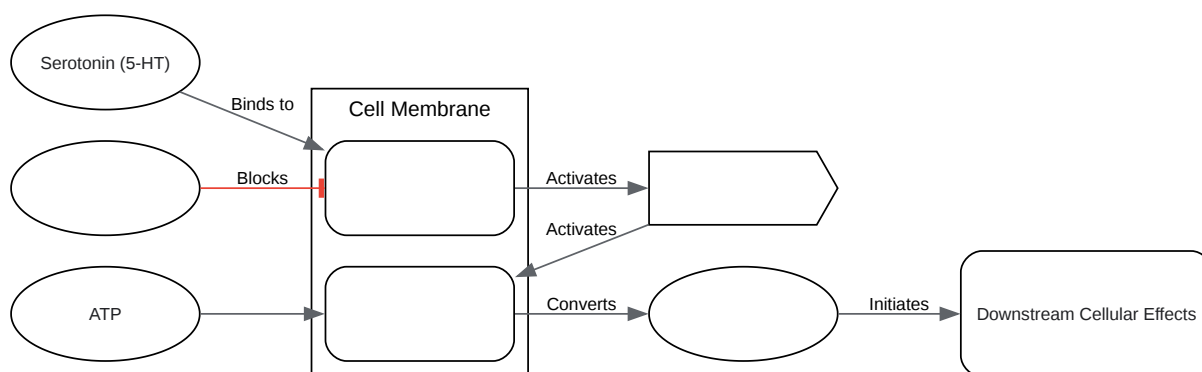 Serotonin (5-HT)
Binds to
Cell Membrane
Blocks
Activates
Activates
ATP
Converts
Initiates
Downstream Cellular Effects